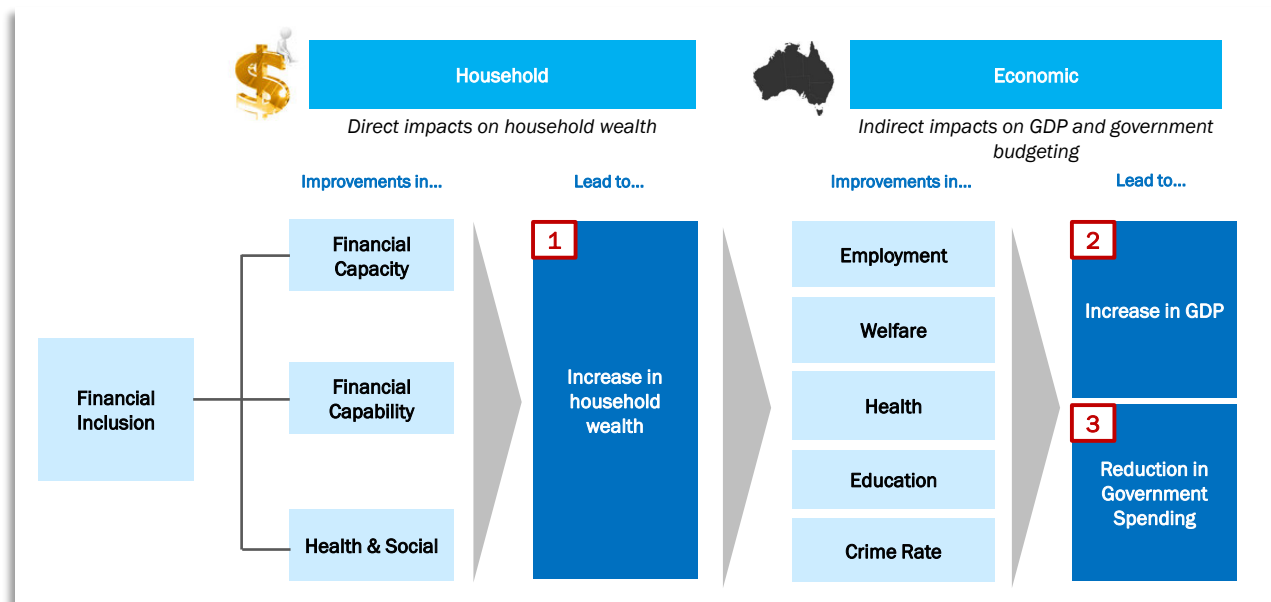 Household
Economic
Direct impacts on household wealth
Indirect impacts on GDP and government
budgeting
Improvements in...
Lead to...
Improvements in...
Lead to...
Financial
Inclusion
Financial
Capacity
Financial
Capability
Health & Social
1
Increase in
household
wealth
Employment
Welfare
Health
Education
Crime Rate
2
Increase in GDP
3
Reduction in
Government
Spending